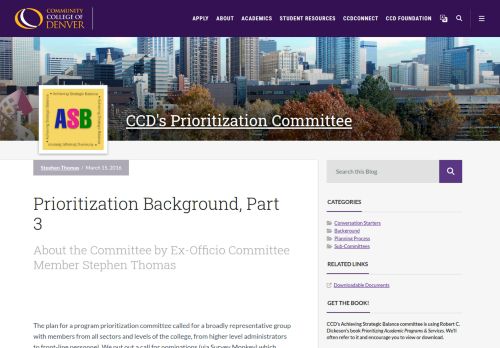 COMMUNITY
COLLEGE OF
DENVER
APPLY ABOUT ACADEMICS STUDENT RESOURCES CCDCONNECT CCD FOUNDATION
Achieving Strategic Balance
ASB
CCD's Prioritization Committee
Stephen Thomas / March 15, 2016
Search this Blog
Prioritization Background, Part
3
About the Committee by Ex-Officio Committee
Member Stephen Thomas
The plan for a program prioritization committee called for a broadly representative group
with members from all sectors and levels of the college, from higher level administrators
to front-line personnel. We put out a call for nominations (via Survey Monkey) which
CATEGORIES
Conversation Starters
Background
Planning Process
Sub-Committees
RELATED LINKS
Downloadable Documents
GET THE BOOK!
CCD's Achieving Strategic Balance committee is using Robert C.
Dickeson's book Prioritizing Academic Programs & Services. We'll
often refer to it and encourage you to view or download.